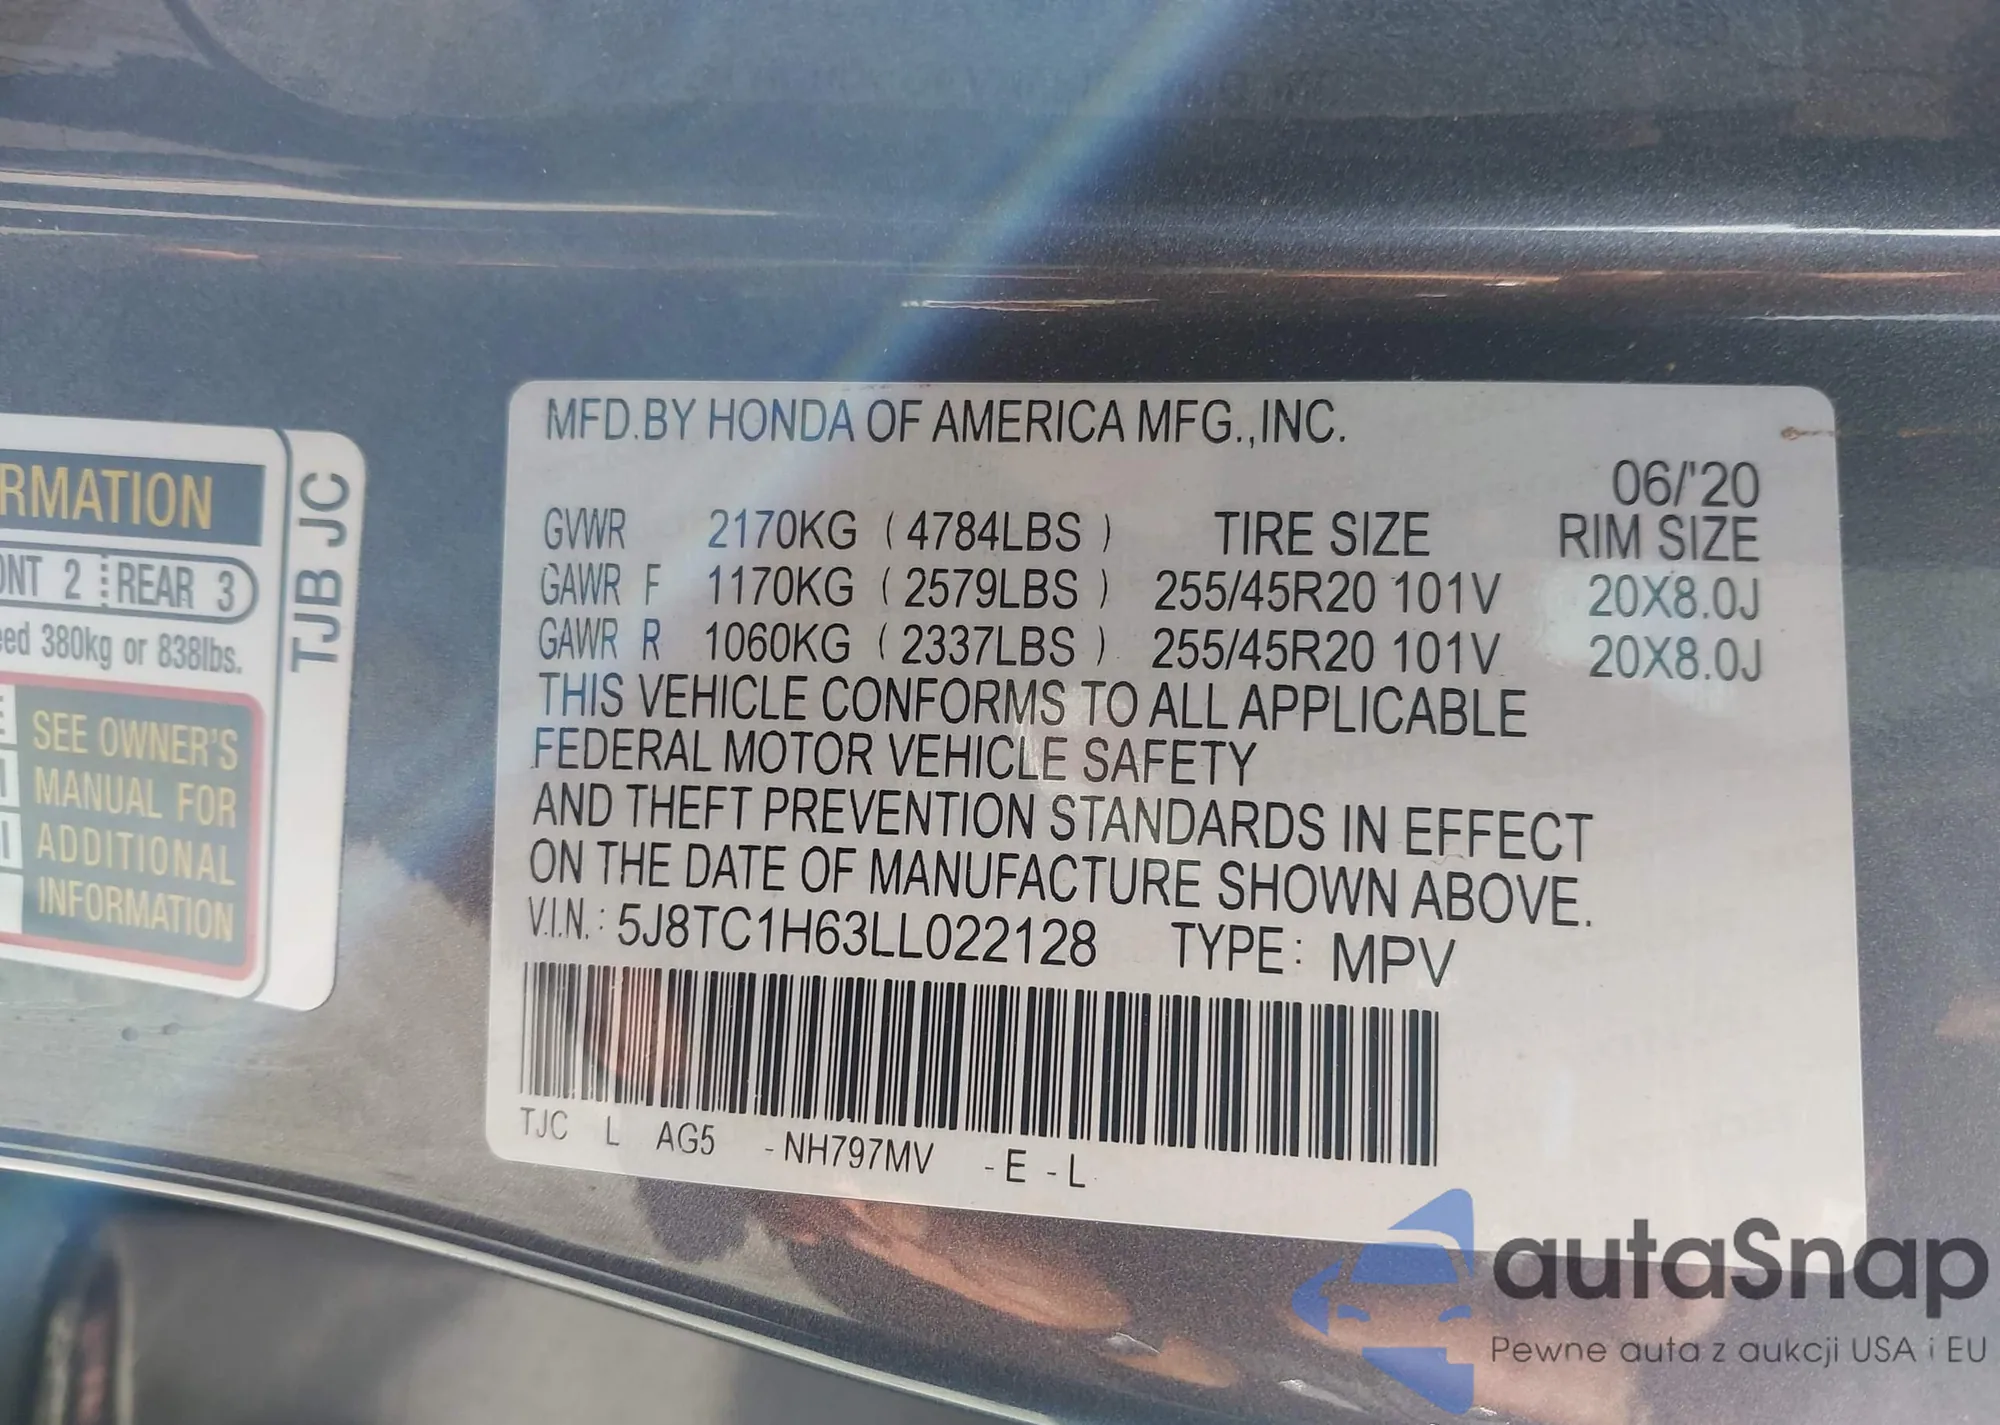 RMATION
ONT 2 REAR 3
eed 380kg or 838lbs.
SEE OWNER'S
MANUAL FOR
ADDITIONAL
INFORMATION
TJB JC
MFD.BY HONDA OF AMERICA MFG.,INC.
06/'20
GVWR 2170KG ( 4784LBS ) TIRE SIZE RIM SIZE
GAWR F 1170KG ( 2579LBS ) 255/45R20 101V 20X8.0J
GAWR R 1060KG ( 2337LBS ) 255/45R20 101V 20X8.0J
THIS VEHICLE CONFORMS TO ALL APPLICABLE
FEDERAL MOTOR VEHICLE SAFETY
AND THEFT PREVENTION STANDARDS IN EFFECT
ON THE DATE OF MANUFACTURE SHOWN ABOVE.
V.I.N.: 5J8TC1H63LL022128 TYPE: MPV
TJC L AG5 -NH797MV -E -L
autaSnap
Pewne auta z aukcji USA i EU